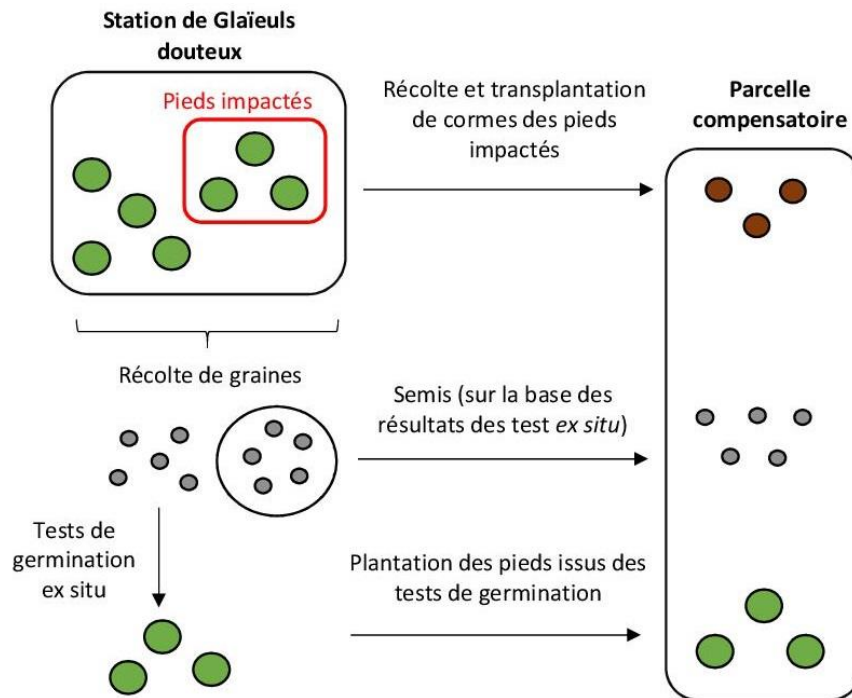 Station de Glaïeuls
douteux
Pieds impactés
Récolte et transplantation
de cormes des pieds
impactés
Parcelle
compensatoire
Récolte de graines
Semis (sur la base des
résultats des test ex situ)
Tests de
germination
ex situ
Plantation des pieds issus des
tests de germination